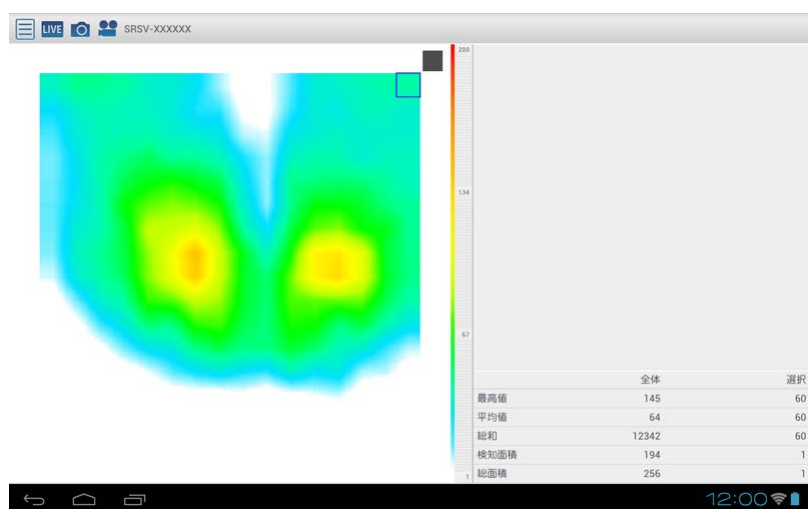 LIVE SRSV-XXXXXX
200
134
67
1
全体 選択
最高値 145 60
平均値 64 60
総和 12342 60
検知面積 194 1
総面積 256 1
12:00